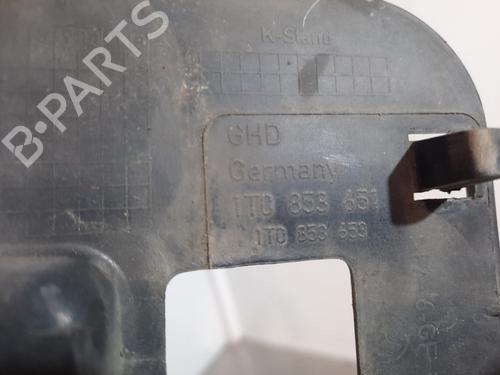 B-PARTS
K-Stand
GHD
Germany
1T0 853 651
1T0 853 653